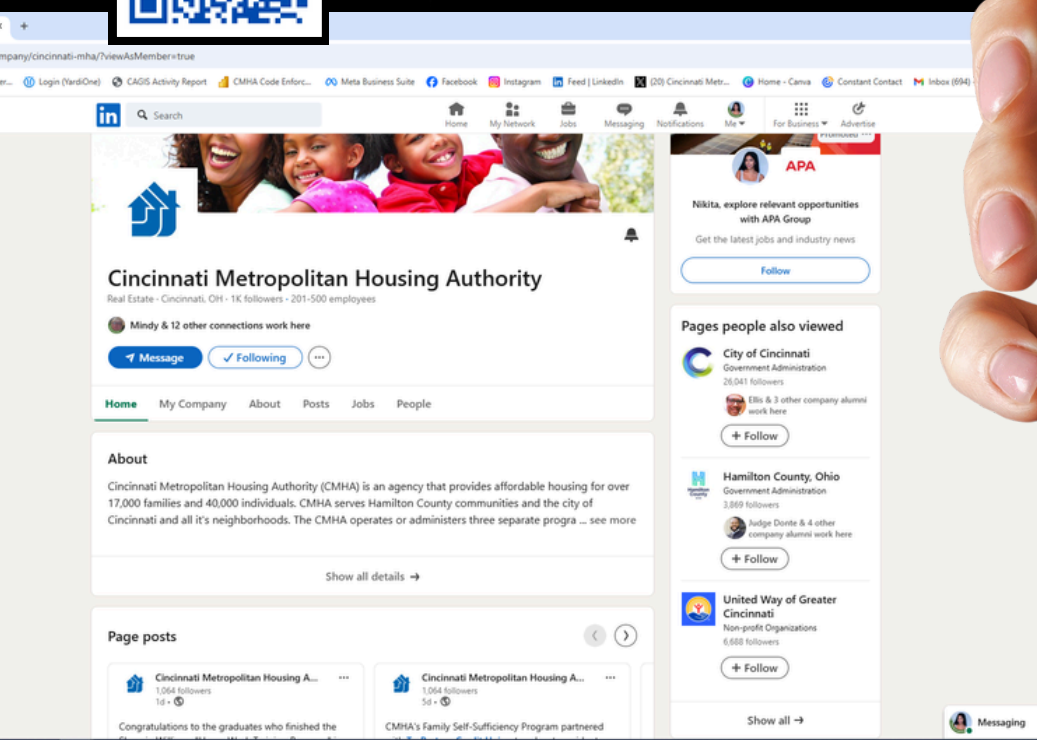 mpany/cincinnati-mha/?viewAsMember=true
Login (YardiOne) CAGIS Activity Report CMHA Code Enforc... Meta Business Suite Facebook Instagram Feed | LinkedIn (20) Cincinnati Metr... Home - Canva Constant Contact Inbox (694) -
in Search
Home My Network Jobs Messaging Notifications Me For Business Advertise
Promoted
APA
Nikita, explore relevant opportunities
with APA Group
Get the latest jobs and industry news
Follow
Cincinnati Metropolitan Housing Authority
Real Estate - Cincinnati, OH - 1K followers - 201-500 employees
Mindy & 12 other connections work here
Message Following
Home My Company About Posts Jobs People
About
Cincinnati Metropolitan Housing Authority (CMHA) is an agency that provides affordable housing for over
17,000 families and 40,000 individuals. CMHA serves Hamilton County communities and the city of
Cincinnati and all it's neighborhoods. The CMHA operates or administers three separate progra ... see more
Show all details →
Page posts
Cincinnati Metropolitan Housing A...
1,064 followers
1d •
Congratulations to the graduates who finished the
Cincinnati Metropolitan Housing A...
1,064 followers
5d •
CMHA's Family Self-Sufficiency Program partnered
Pages people also viewed
City of Cincinnati
Government Administration
26,041 followers
Ellis & 3 other company alumni
work here
+ Follow
Hamilton County, Ohio
Government Administration
3,869 followers
Judge Donte & 4 other
company alumni work here
+ Follow
United Way of Greater
Cincinnati
Non-profit Organizations
6,688 followers
+ Follow
Show all →
Messaging